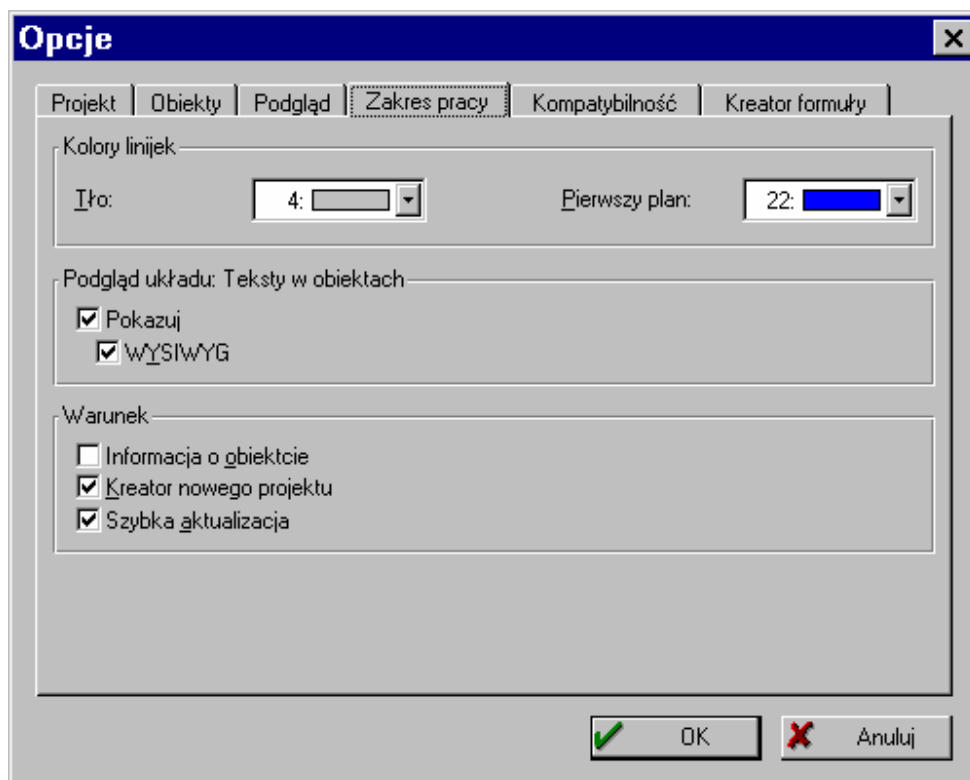 Opcje
Projekt Obiekty Podgląd Zakres pracy Kompatybilność Kreator formuły
Kolory linijek
Tło: 4: Pierwszy plan: 22:
Podgląd układu: Teksty w obiektach
Pokazuj
WYSIWYG
Warunek
Informacja o obiektcie
Kreator nowego projektu
Szybka aktualizacja
OK Anuluj